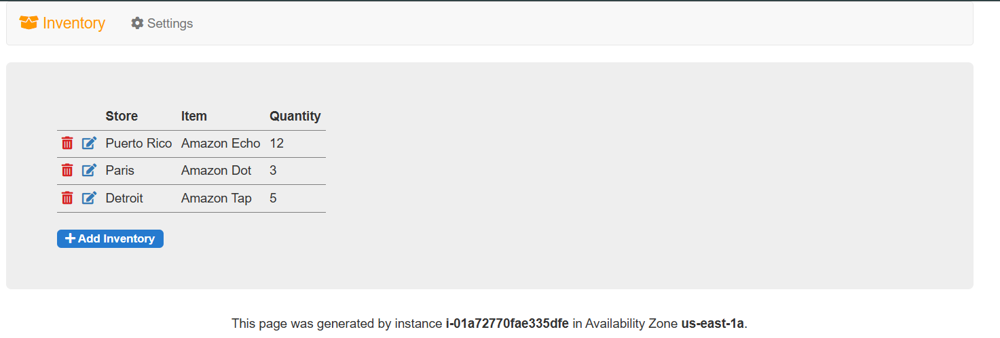 Inventory Settings
Store Item Quantity
Puerto Rico Amazon Echo 12
Paris Amazon Dot 3
Detroit Amazon Tap 5
Add Inventory
This page was generated by instance i-01a72770fae335dfe in Availability Zone us-east-1a.